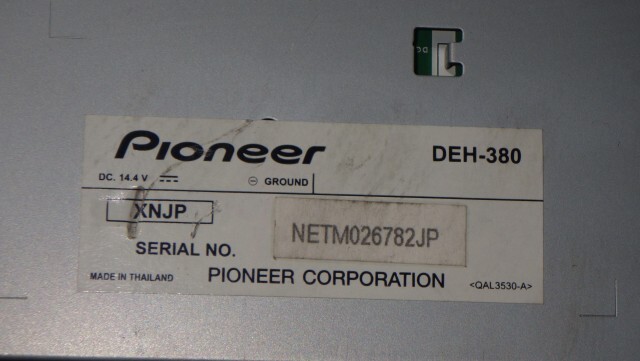 Pioneer DEH-380
DC. 14.4 V ⎓ ⊖ GROUND
XNJP
NETM026782JP
SERIAL NO.
MADE IN THAILAND PIONEER CORPORATION <QAL3530-A>